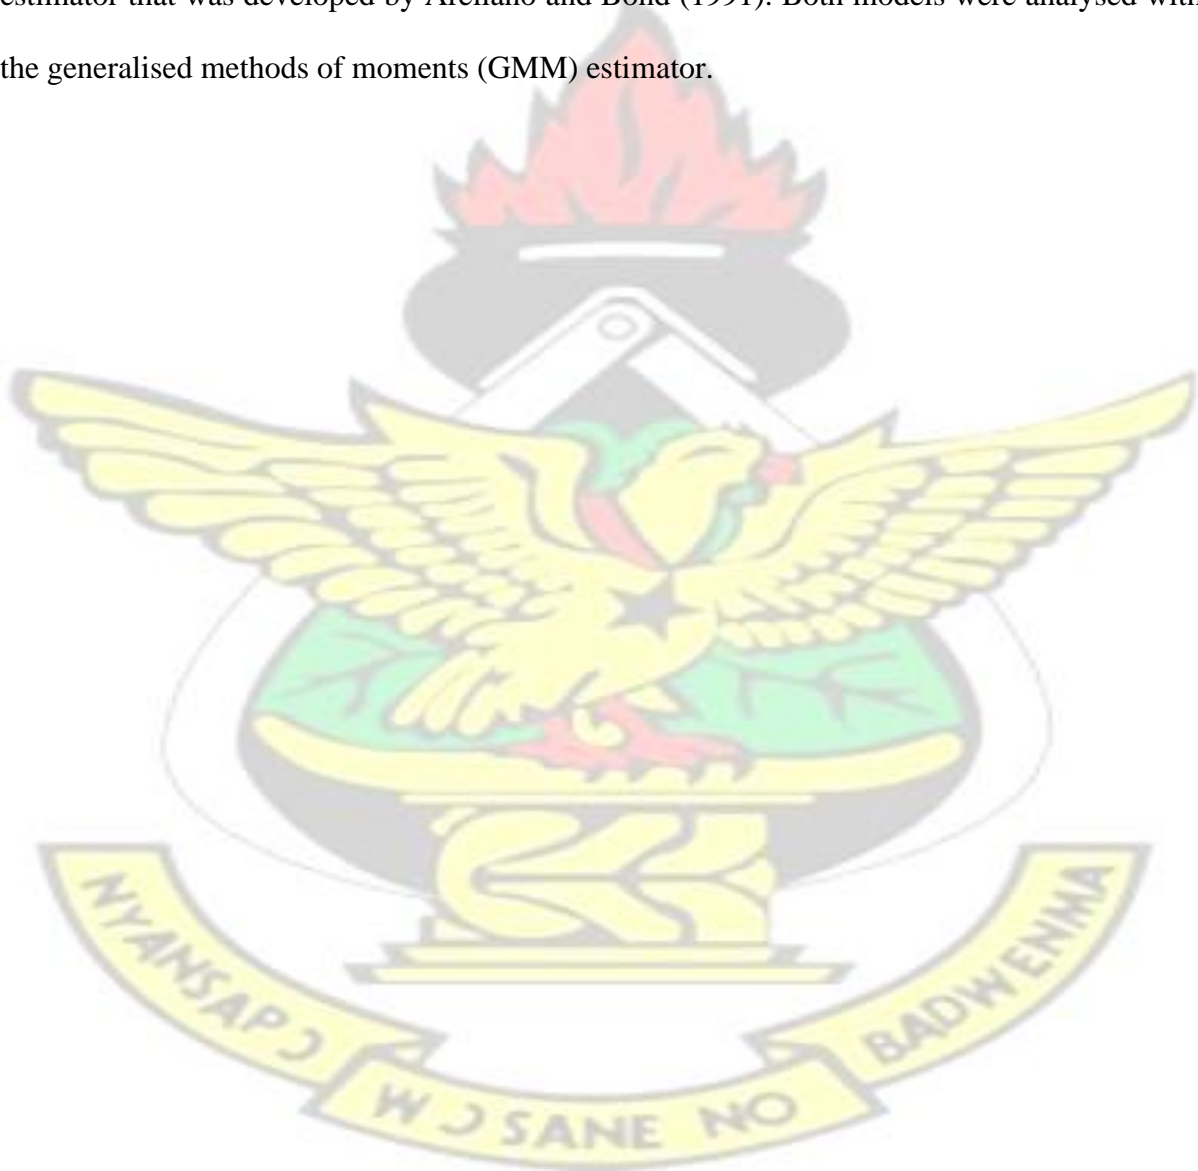 estimator that was developed by Arellano and Bond (1991). Both models were analysed with
the generalised methods of moments (GMM) estimator.
NYANSAPƆ
WƆSANE NO
BADWENMA